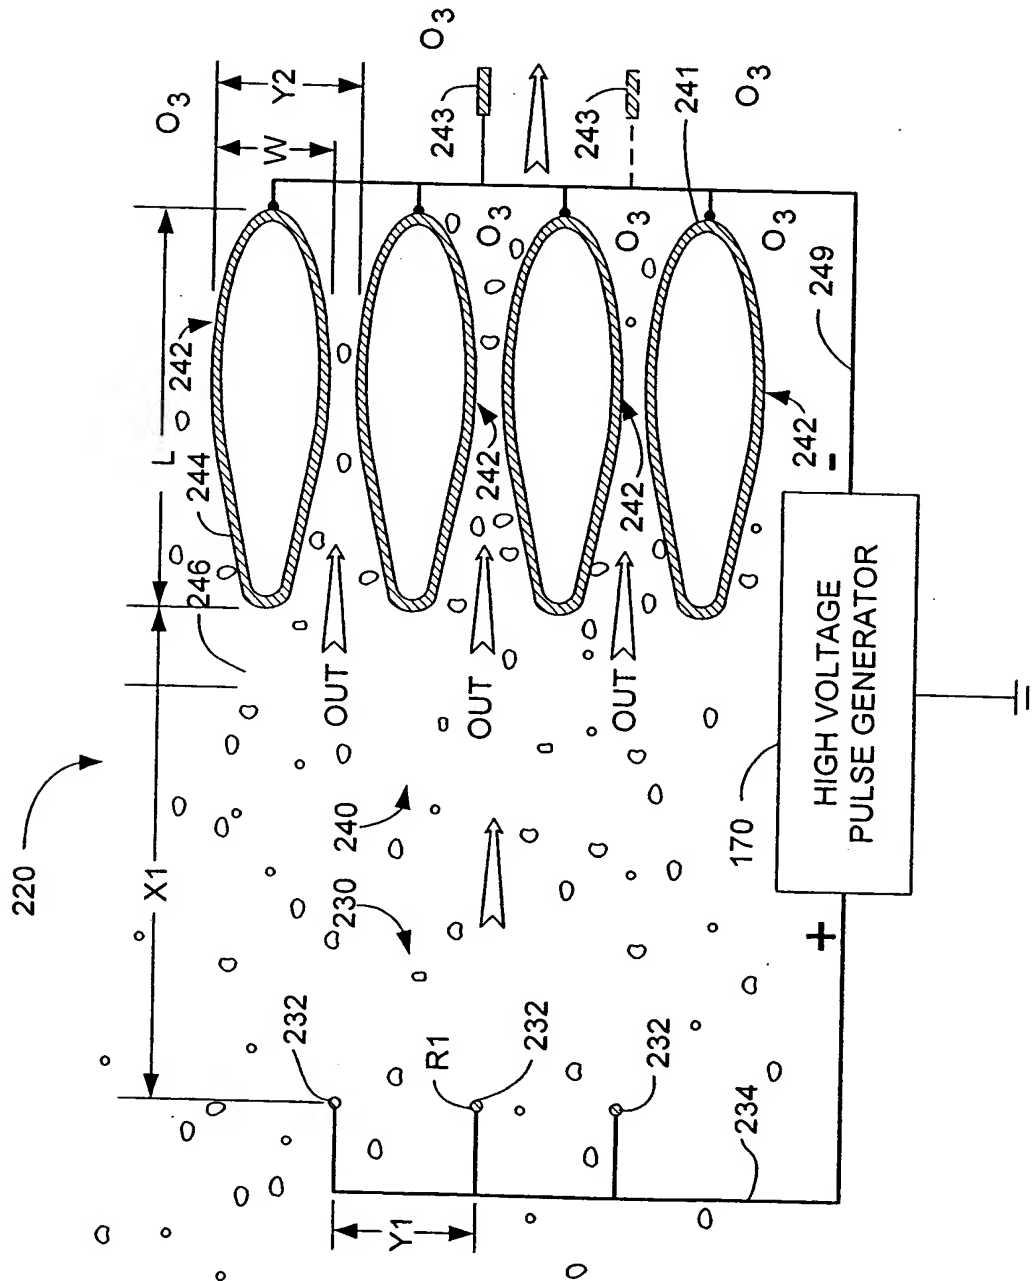 220
X1
L
246
244
242
W
Y2
O3
O3
243
243
241
O3
O3
O3
O3
242
242
242
249
OUT
OUT
OUT
240
230
232
R1
232
232
234
Y1
170
+
-
HIGH VOLTAGE
PULSE GENERATOR